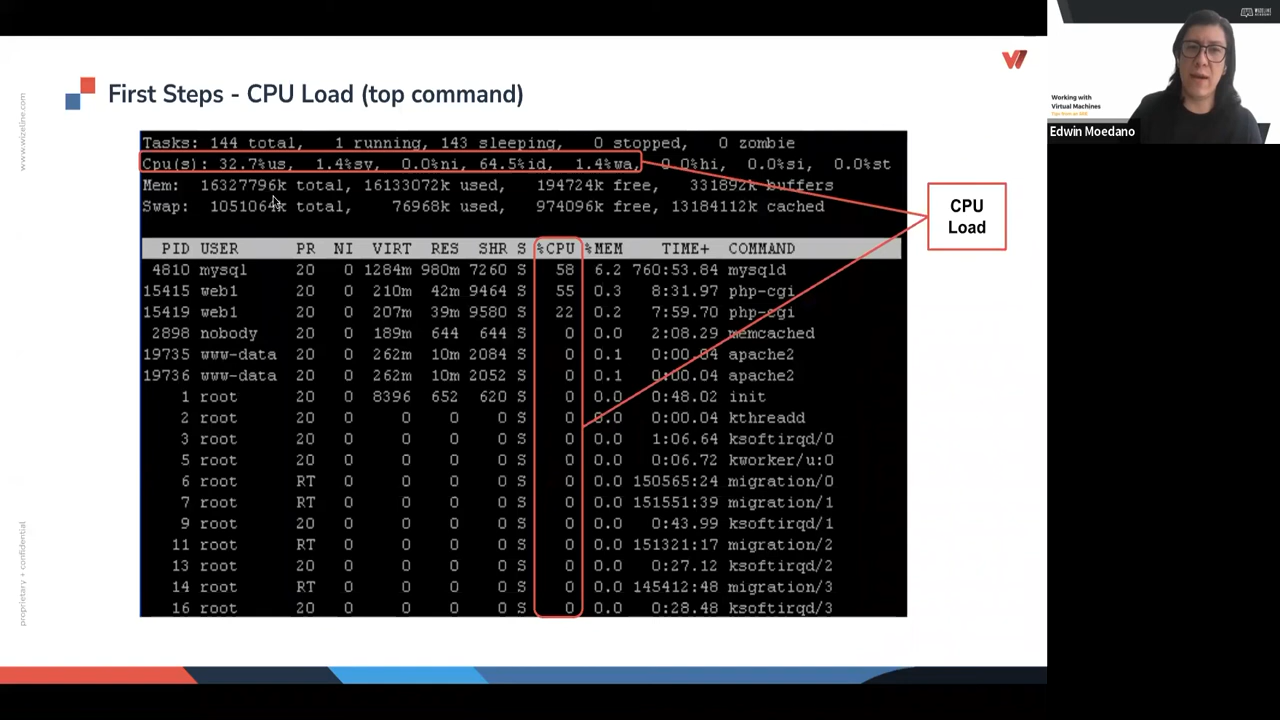 First Steps - CPU Load (top command)
Tasks: 144 total, 1 running, 143 sleeping, 0 stopped, 0 zombie
Cpu(s): 32.7%us, 1.4%sy, 0.0%ni, 64.5%id, 1.4%wa, 0.0%hi, 0.0%si, 0.0%st
Mem: 16327796k total, 16133072k used, 194724k free, 331892k buffers
Swap: 1051064k total, 76968k used, 974096k free, 13184112k cached
PID USER PR NI VIRT RES SHR S %CPU %MEM TIME+ COMMAND
4810 mysql 20 0 1284m 980m 7260 S 58 6.2 760:53.84 mysqld
15415 web1 20 0 210m 42m 9464 S 55 0.3 8:31.97 php-cgi
15419 web1 20 0 207m 39m 9580 S 22 0.2 7:59.70 php-cgi
2898 nobody 20 0 189m 644 644 S 0 0.0 2:08.29 memcached
19735 www-data 20 0 262m 10m 2084 S 0 0.1 0:00.04 apache2
19736 www-data 20 0 262m 10m 2052 S 0 0.1 0:00.04 apache2
1 root 20 0 8396 652 620 S 0 0.0 0:48.02 init
2 root 20 0 0 0 0 S 0 0.0 0:00.04 kthreadd
3 root 20 0 0 0 0 S 0 0.0 1:06.64 ksoftirqd/0
5 root 20 0 0 0 0 S 0 0.0 0:06.72 kworker/u:0
6 root RT 0 0 0 0 S 0 0.0 150565:24 migration/0
7 root RT 0 0 0 0 S 0 0.0 151551:39 migration/1
9 root 20 0 0 0 0 S 0 0.0 0:43.99 ksoftirqd/1
11 root RT 0 0 0 0 S 0 0.0 151321:17 migration/2
13 root 20 0 0 0 0 S 0 0.0 0:27.12 ksoftirqd/2
14 root RT 0 0 0 0 S 0 0.0 145412:48 migration/3
16 root 20 0 0 0 0 S 0 0.0 0:28.48 ksoftirqd/3
CPU
Load
www.wizeline.com
proprietary + confidential
WIZELINE
ACADEMY
Working with
Virtual Machines
Tips from an SRE
Edwin Moedano